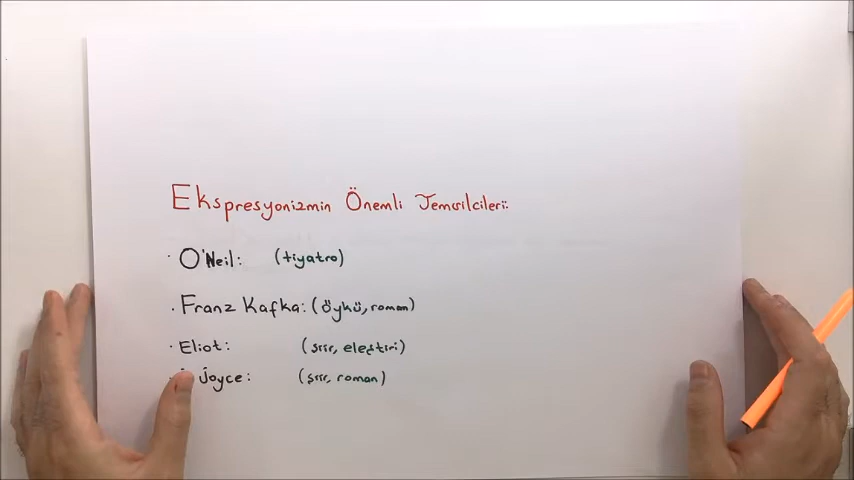 Ekspresyonizmin Önemli Temsilcileri:
· O'Neil: (tiyatro)
· Franz Kafka: (öykü, roman)
· Eliot: (şiir, eleştiri)
Joyce: (şiir, roman)